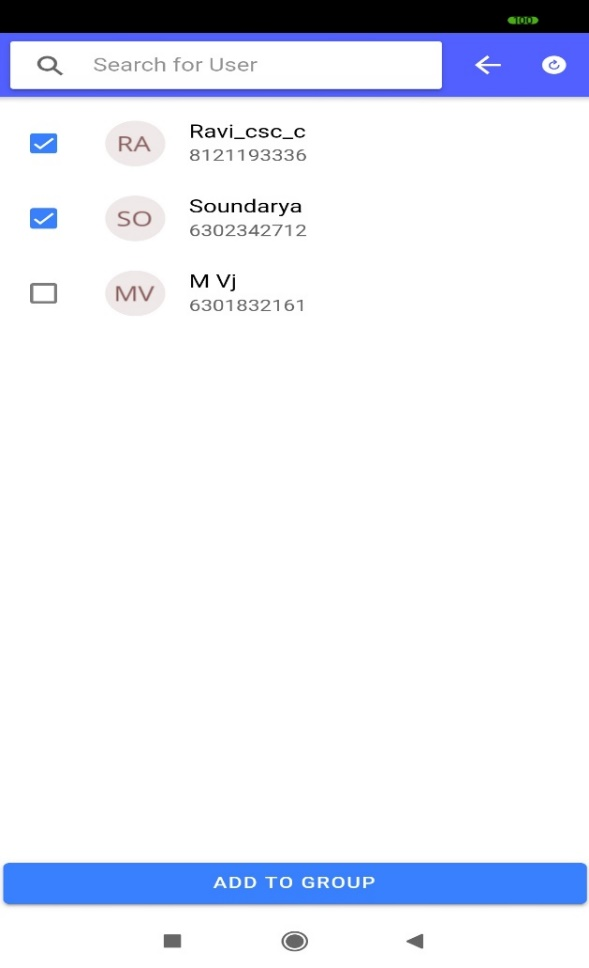 100
Search for User
RA
Ravi_csc_c
8121193336
SO
Soundarya
6302342712
MV
M Vj
6301832161
ADD TO GROUP